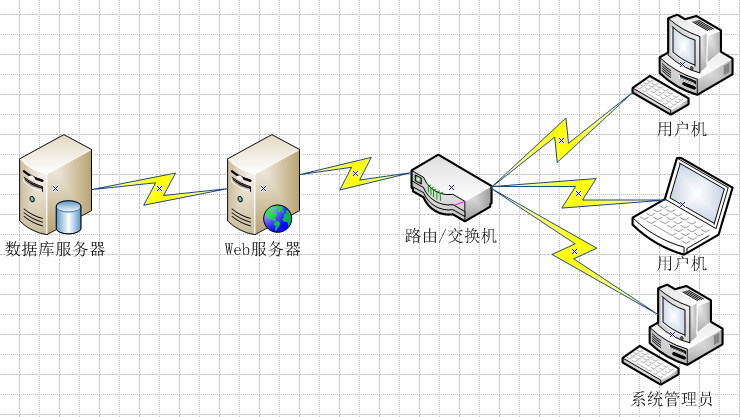 用户机
数据库服务器
Web服务器
路由/交换机
用户机
系统管理员